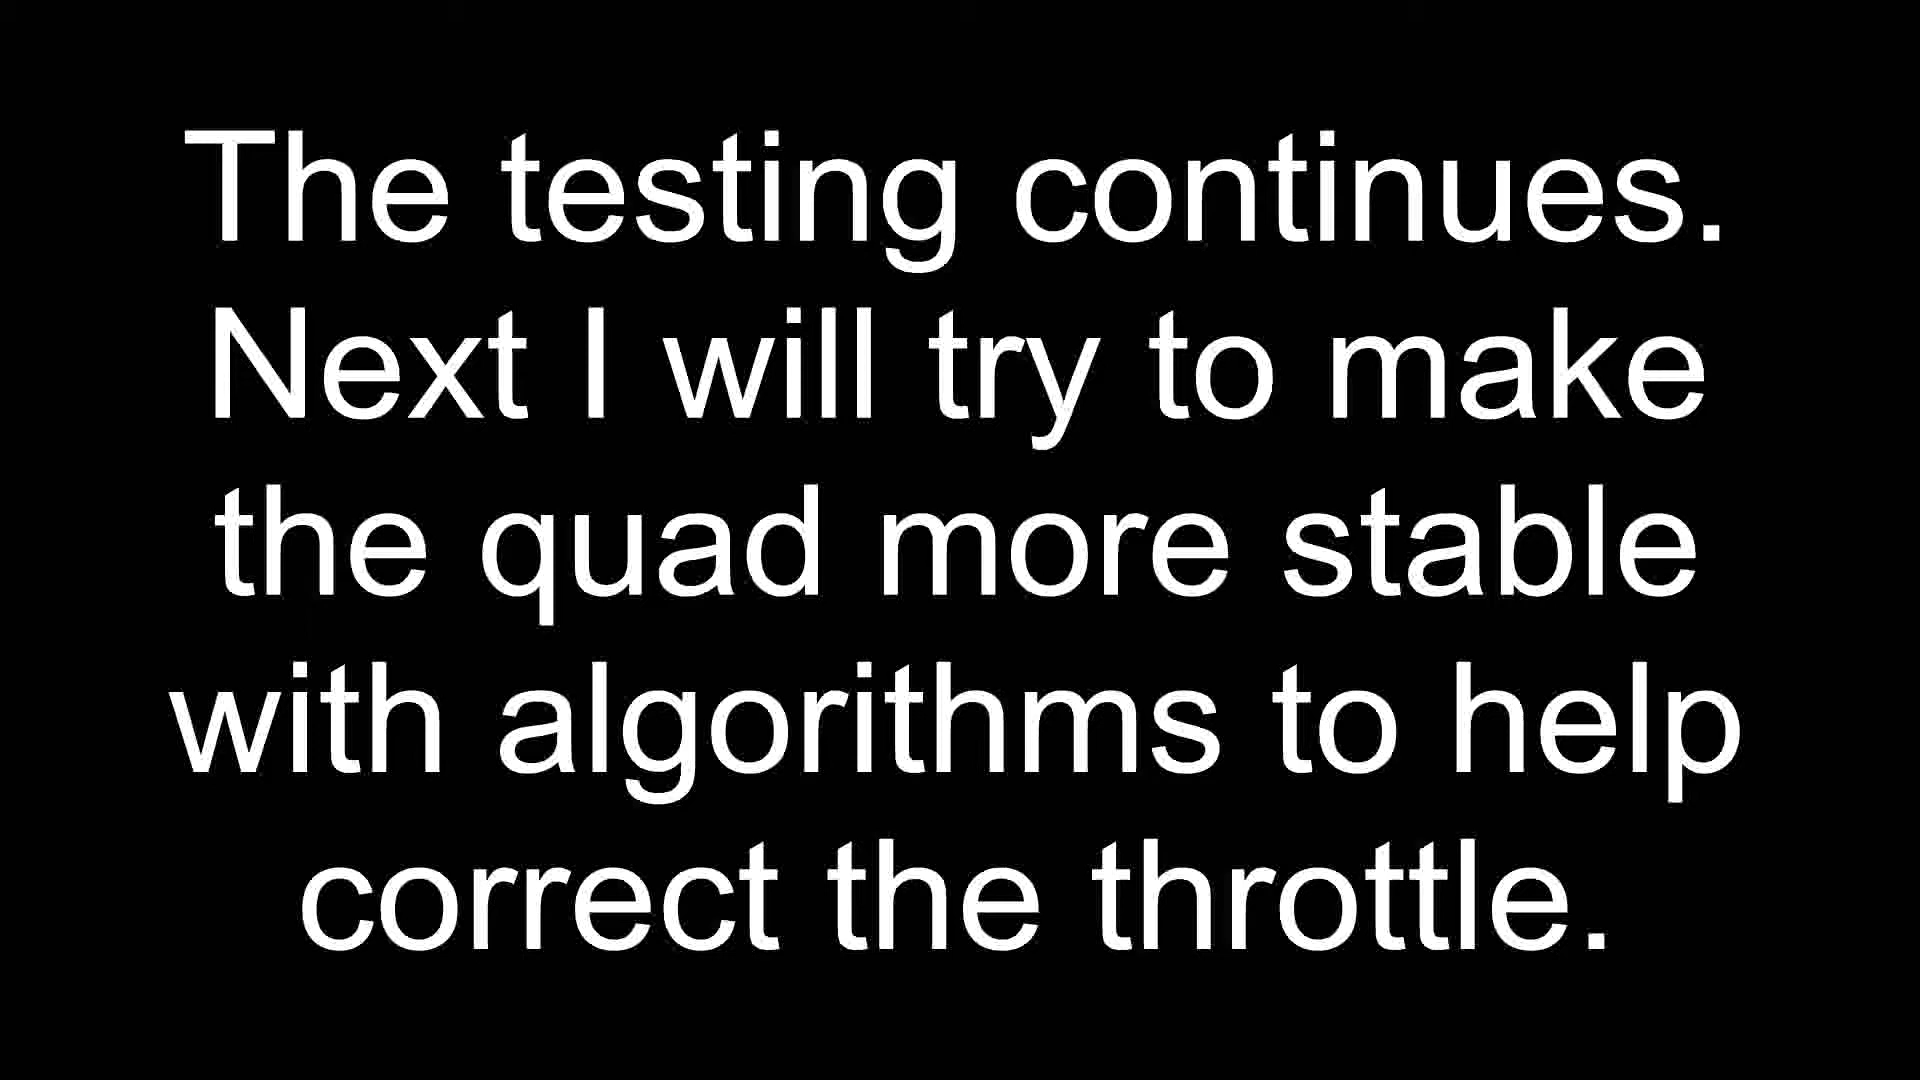 The testing continues.
Next I will try to make
the quad more stable
with algorithms to help
correct the throttle.